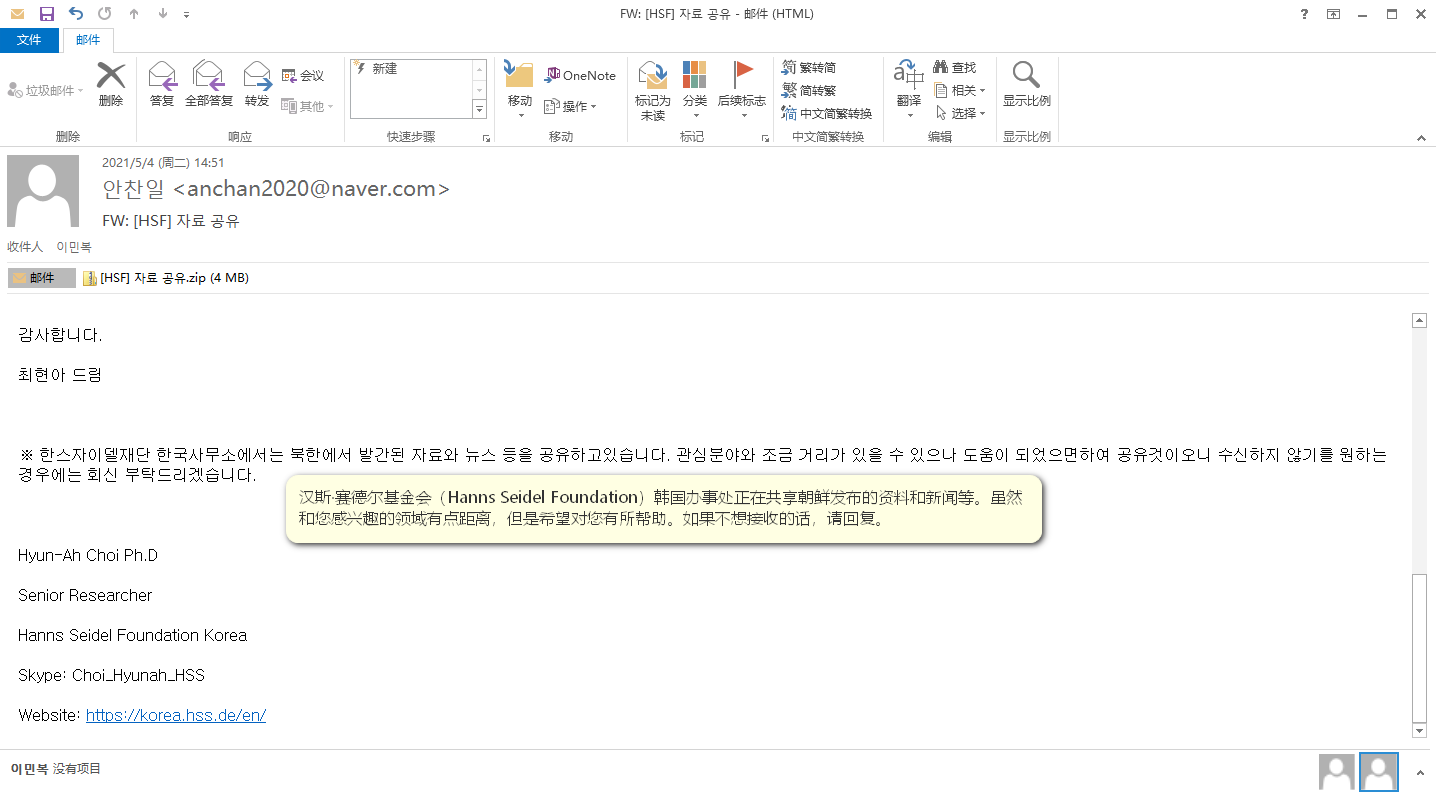 FW: [HSF] 자료 공유 - 邮件 (HTML)
?
文件 邮件
垃圾邮件
删除
删除
答复
全部答复
转发
会议
其他
响应
新建
快速步骤
移动
OneNote
操作
移动
标记为
未读
分类
后续标志
标记
繁 繁转简
繁 简转繁
简 中文简繁转换
中文简繁转换
翻译
查找
相关
选择
编辑
显示比例
显示比例
2021/5/4 (周二) 14:51
안찬일 <anchan2020@naver.com>
FW: [HSF] 자료 공유
收件人 이민복
邮件 [HSF] 자료 공유.zip (4 MB)
감사합니다.
최현아 드림
※ 한스자이델재단 한국사무소에서는 북한에서 발간된 자료와 뉴스 등을 공유하고있습니다. 관심분야와 조금 거리가 있을 수 있으나 도움이 되었으면하여 공유것이오니 수신하지 않기를 원하는
경우에는 회신 부탁드리겠습니다.
汉斯·赛德尔基金会（Hanns Seidel Foundation）韩国办事处正在共享朝鲜发布的资料和新闻等。虽然
和您感兴趣的领域有点距离，但是希望对您有所帮助。如果不想接收的话，请回复。
Hyun-Ah Choi Ph.D
Senior Researcher
Hanns Seidel Foundation Korea
Skype: Choi_Hyunah_HSS
Website: https://korea.hss.de/en/
이민복 没有项目